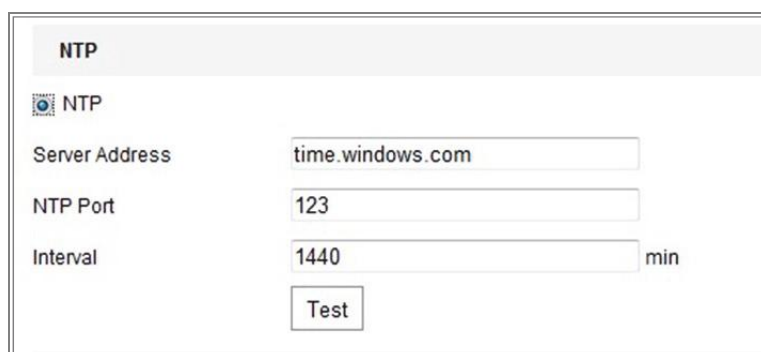 NTP
NTP
Server Address time.windows.com
NTP Port 123
Interval 1440 min
Test